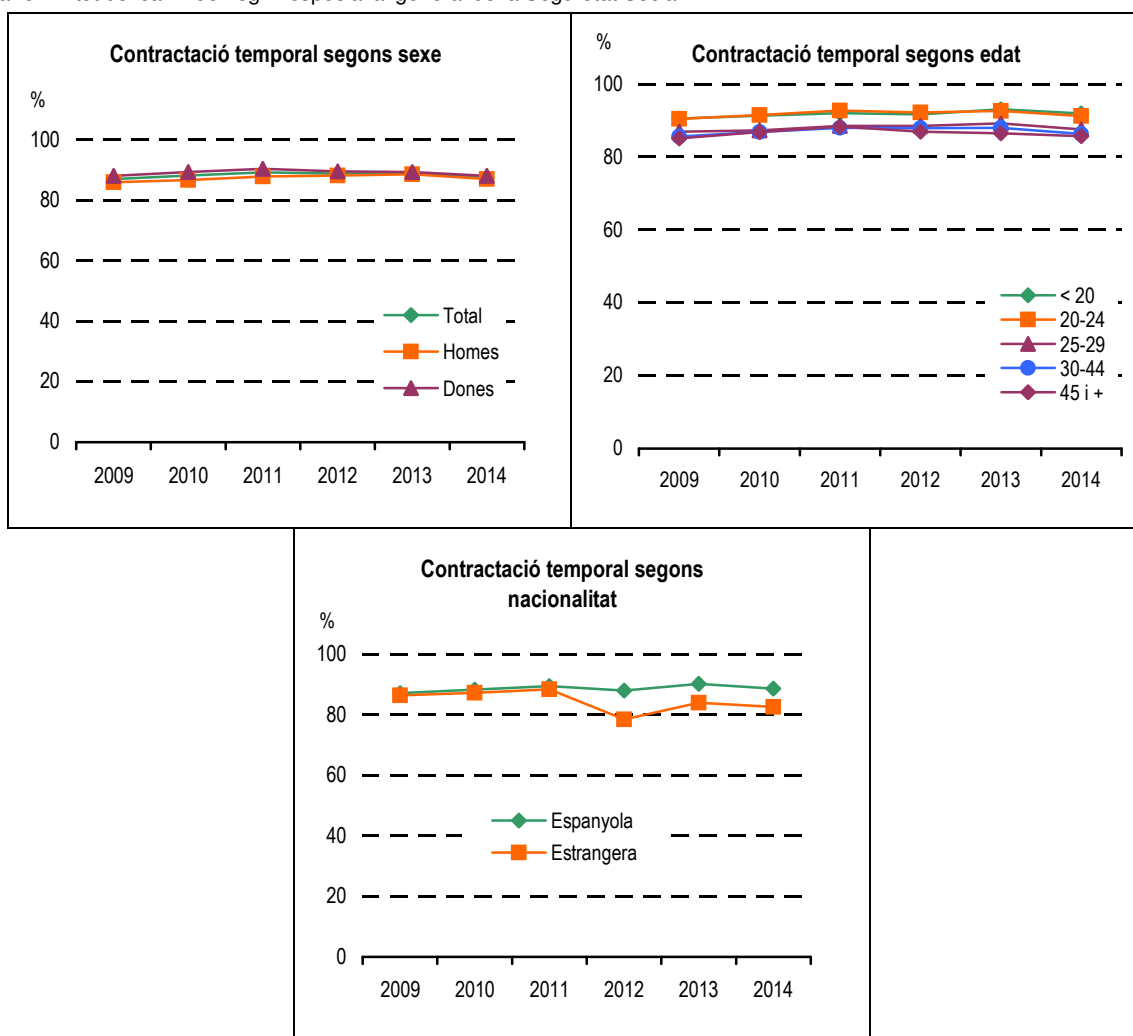 Contractació temporal segons sexe
%
100
80
60
40
20
0
Total
Homes
Dones
2009 2010 2011 2012 2013 2014
Contractació temporal segons edat
%
100
80
60
40
20
0
< 20
20-24
25-29
30-44
45 i +
2009 2010 2011 2012 2013 2014
Contractació temporal segons
nacionalitat
%
100
80
60
40
20
0
Espanyola
Estrangera
2009 2010 2011 2012 2013 2014